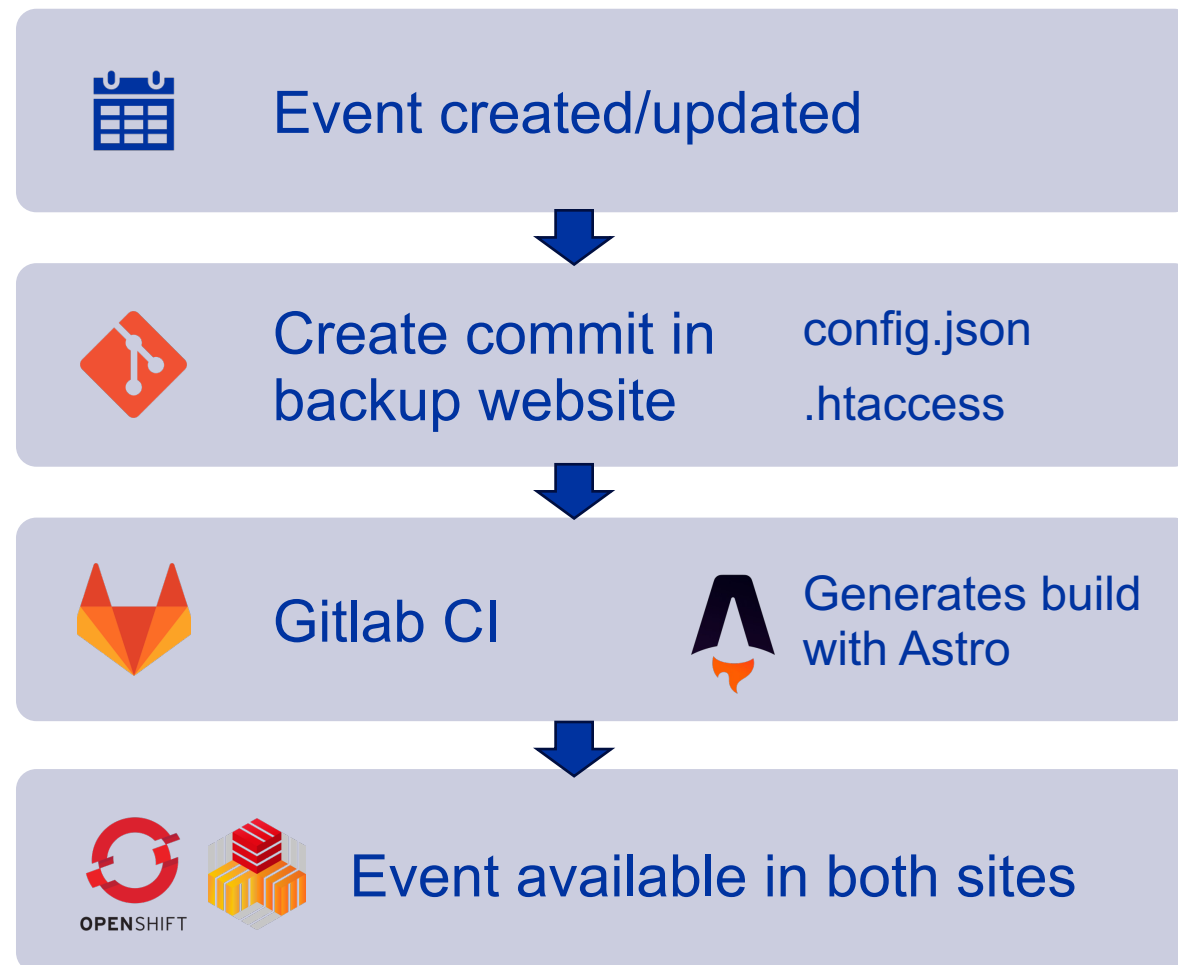 Event created/updated
Create commit in
backup website
config.json
.htaccess
Gitlab CI
Generates build
with Astro
OPENSHIFT
Event available in both sites